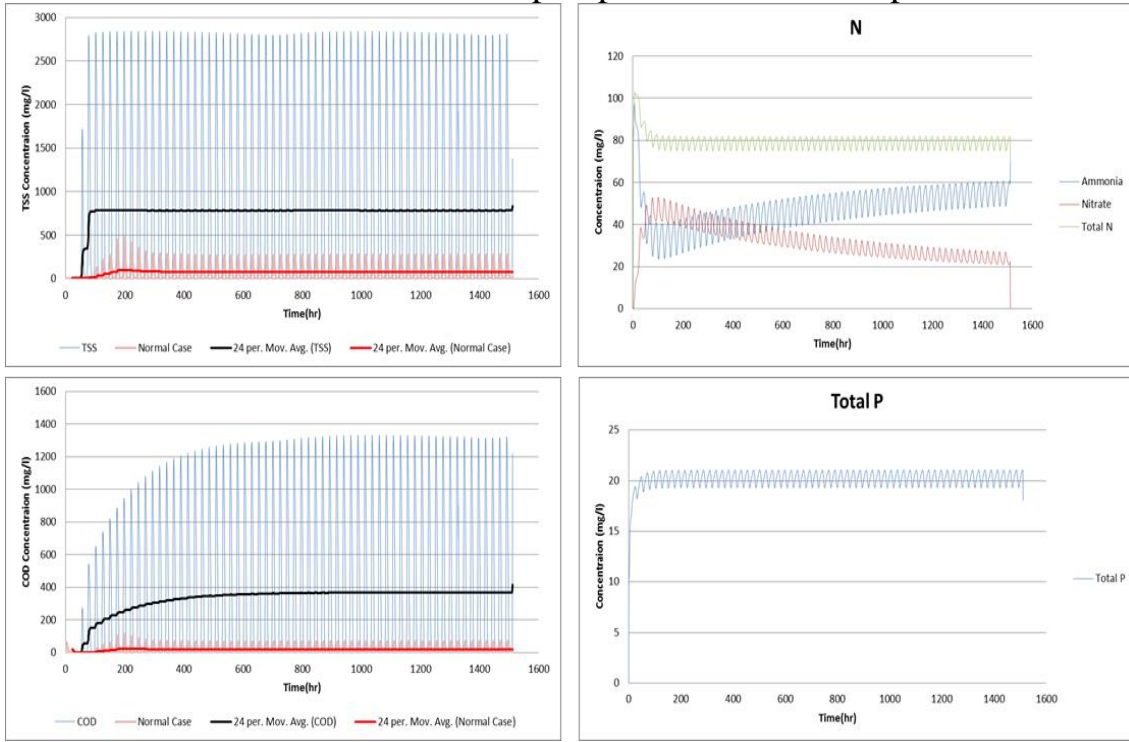 3000
2500
2000
1500
1000
500
0
TSS Concentraion (mg/l)
0 200 400 600 800 1000 1200 1400 1600
Time(hr)
TSS Normal Case 24 per. Mov. Avg. (TSS) 24 per. Mov. Avg. (Normal Case)
N
120
100
80
60
40
20
0
Concentraion (mg/l)
0 200 400 600 800 1000 1200 1400 1600
Time(hr)
Ammonia
Nitrate
Total N
1600
1400
1200
1000
800
600
400
200
0
COD Concentraion (mg/l)
0 200 400 600 800 1000 1200 1400 1600
Time(hr)
COD Normal Case 24 per. Mov. Avg. (COD) 24 per. Mov. Avg. (Normal Case)
Total P
25
20
15
10
5
0
Concentraion (mg/l)
0 200 400 600 800 1000 1200 1400 1600
Time(hr)
Total P